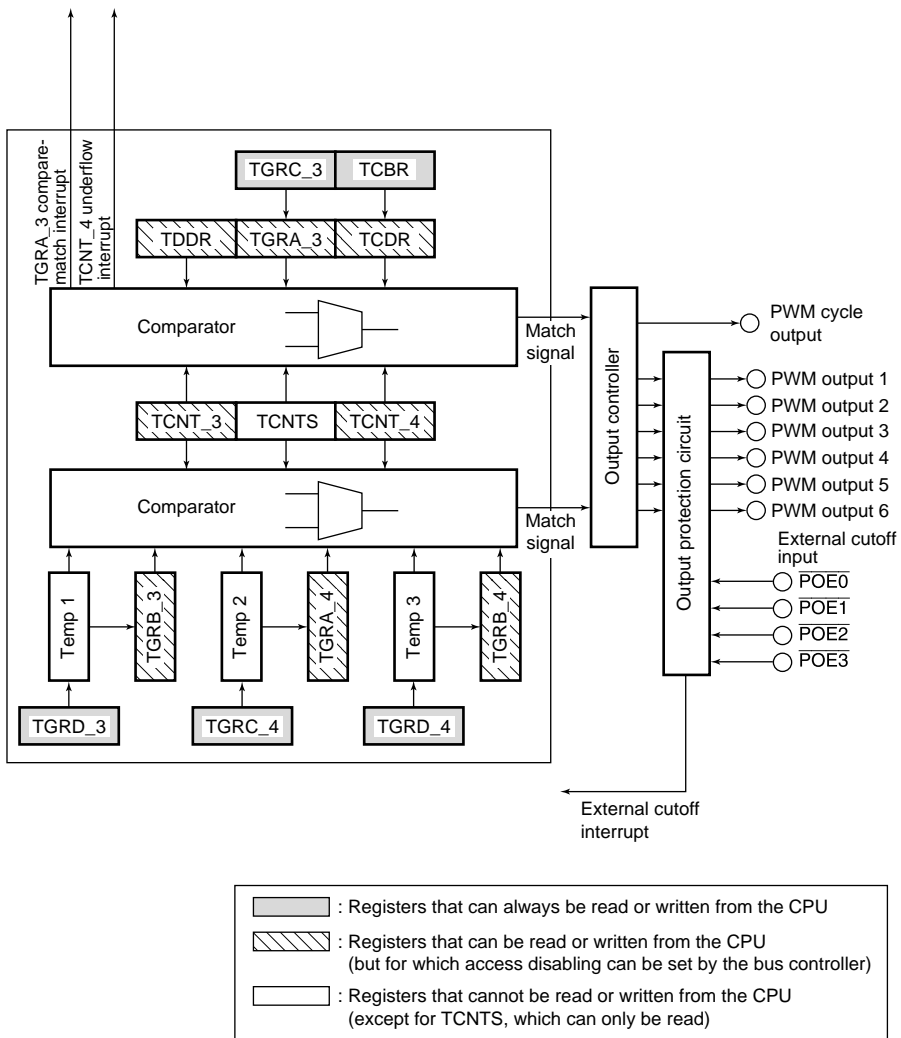 TGRA_3 compare-
match interrupt
TCNT_4 underflow
interrupt
TGRC_3
TCBR
TDDR
TGRA_3
TCDR
Comparator
Match
signal
TCNT_3
TCNTS
TCNT_4
Comparator
Match
signal
Temp 1
TGRB_3
Temp 2
TGRA_4
Temp 3
TGRB_4
TGRD_3
TGRC_4
TGRD_4
Output controller
Output protection circuit
PWM cycle
output
PWM output 1
PWM output 2
PWM output 3
PWM output 4
PWM output 5
PWM output 6
External cutoff
input
POE0
POE1
POE2
POE3
External cutoff
interrupt
: Registers that can always be read or written from the CPU
: Registers that can be read or written from the CPU
(but for which access disabling can be set by the bus controller)
: Registers that cannot be read or written from the CPU
(except for TCNTS, which can only be read)